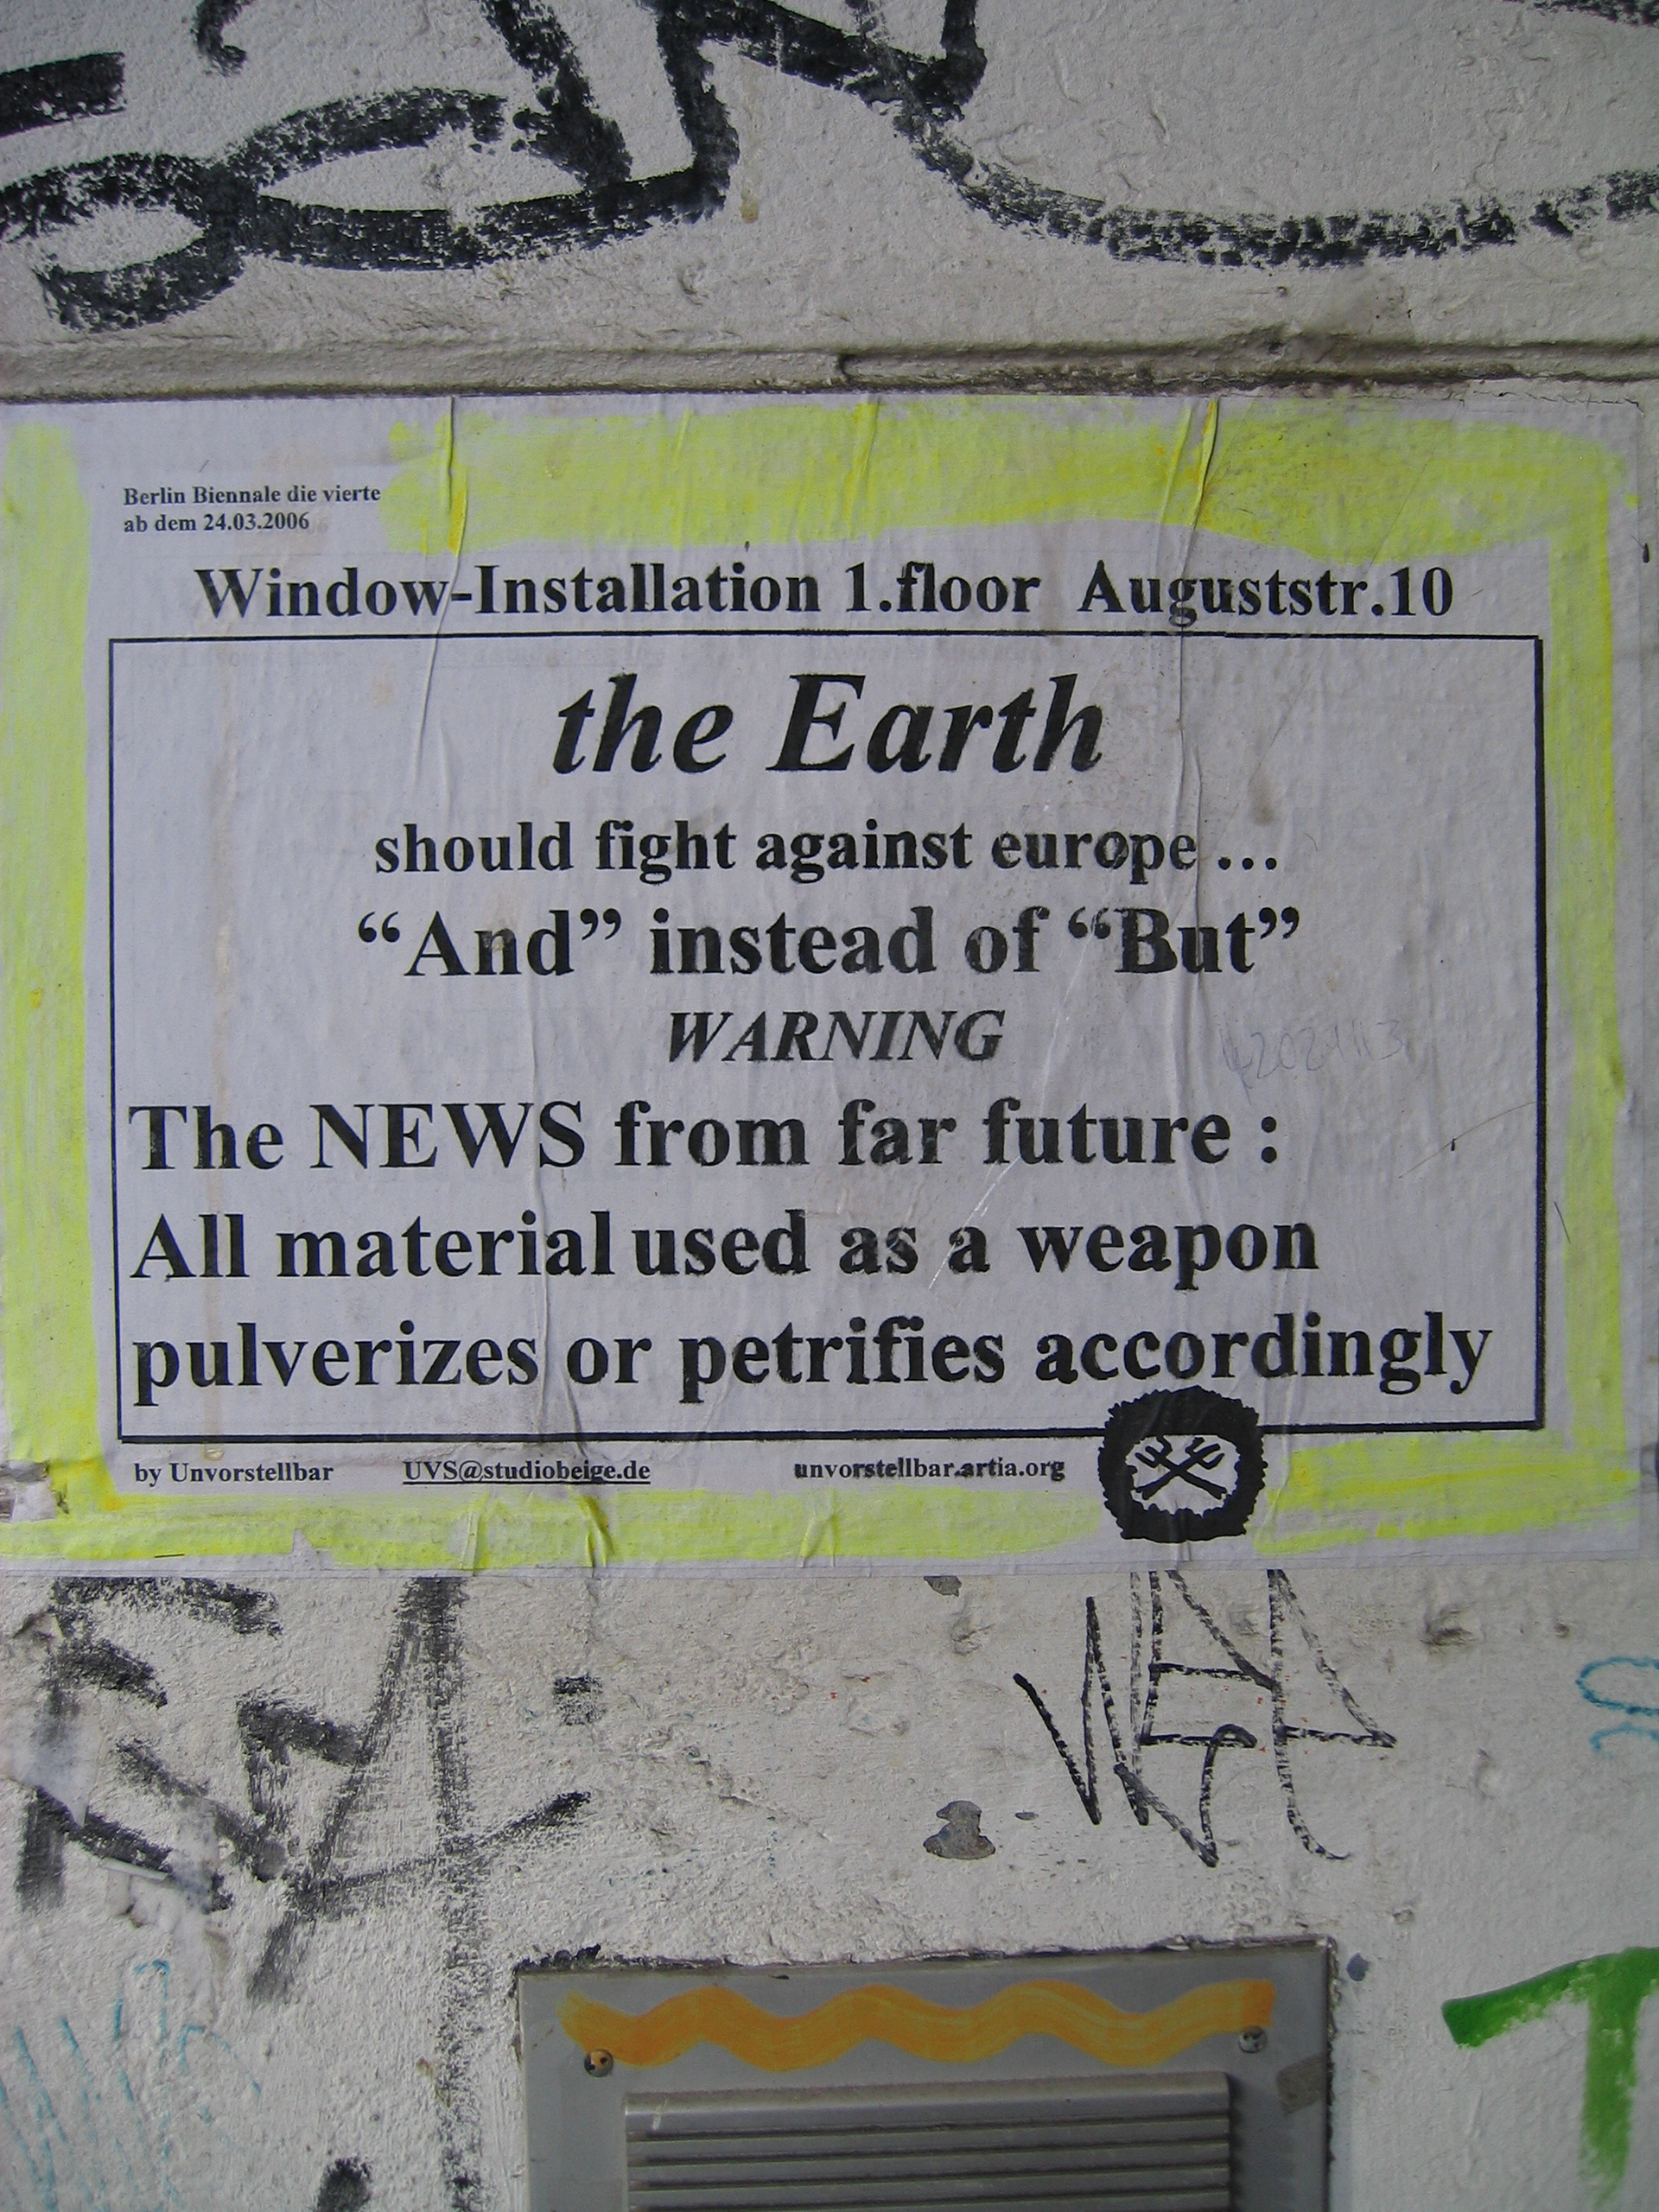 Berlin Biennale die vierte
ab dem 24.03.2006
Window-Installation 1.floor Auguststr.10
the Earth
should fight against europe ...
“And” instead of “But”
WARNING
The NEWS from far future :
All material used as a weapon
pulverizes or petrifies accordingly
by Unvorstellbar UVS@studiobeige.de unvorstellbar.artia.org